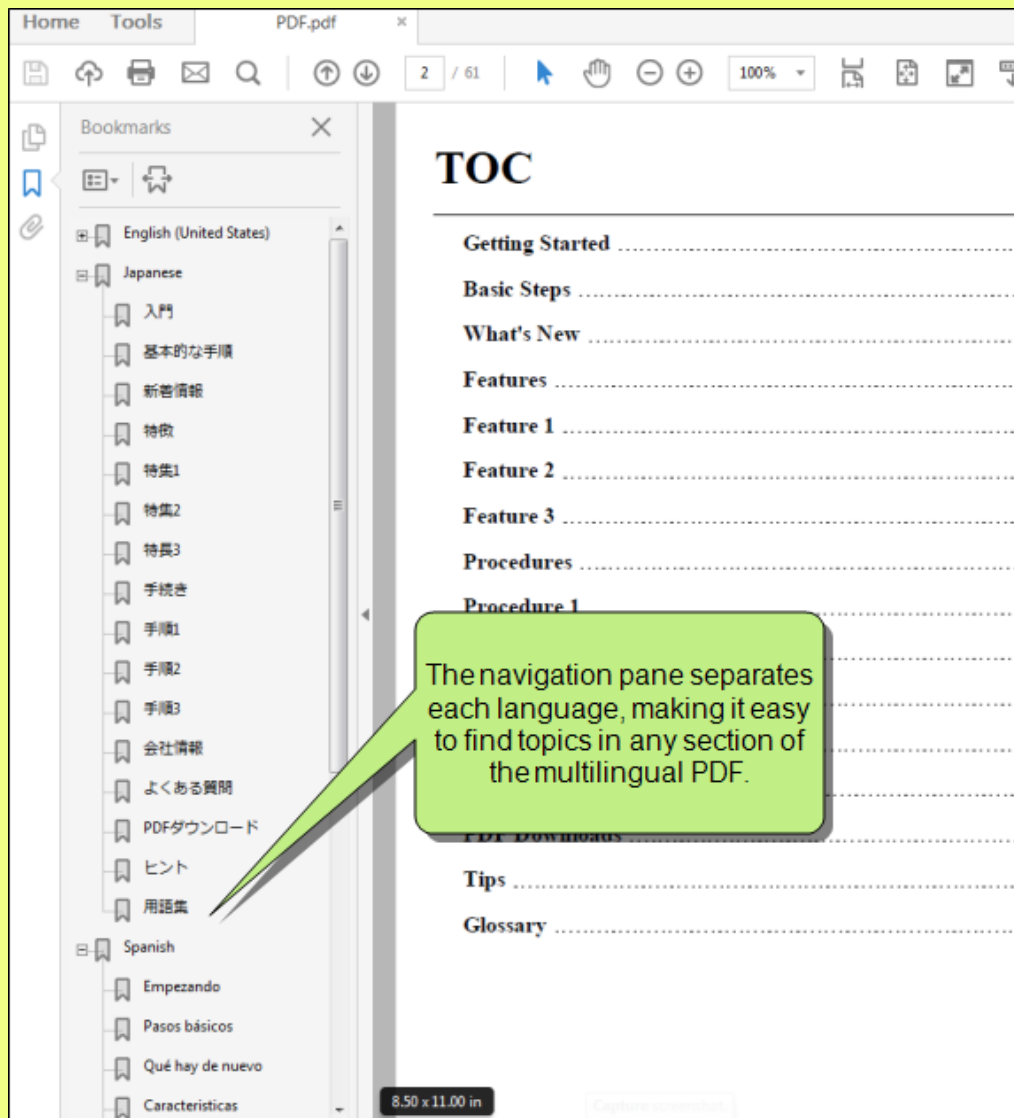 Home Tools PDF.pdf
2 / 61
100%
Bookmarks
English (United States)
Japanese
入門
基本的な手順
新着情報
特徴
特集1
特集2
特長3
手続き
手順1
手順2
手順3
会社情報
よくある質問
PDFダウンロード
ヒント
用語集
Spanish
Empezando
Pasos básicos
Qué hay de nuevo
Caracteristicas
TOC
Getting Started
Basic Steps
What's New
Features
Feature 1
Feature 2
Feature 3
Procedures
Procedure 1
The navigation pane separates
each language, making it easy
to find topics in any section of
the multilingual PDF.
PDF Downloads
Tips
Glossary
8.50 x 11.00 in